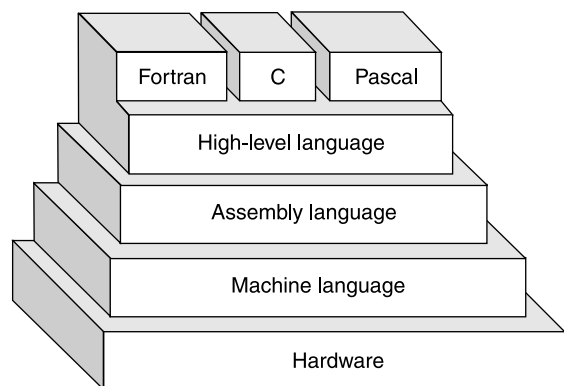 Fortran C Pascal
High-level language
Assembly language
Machine language
Hardware